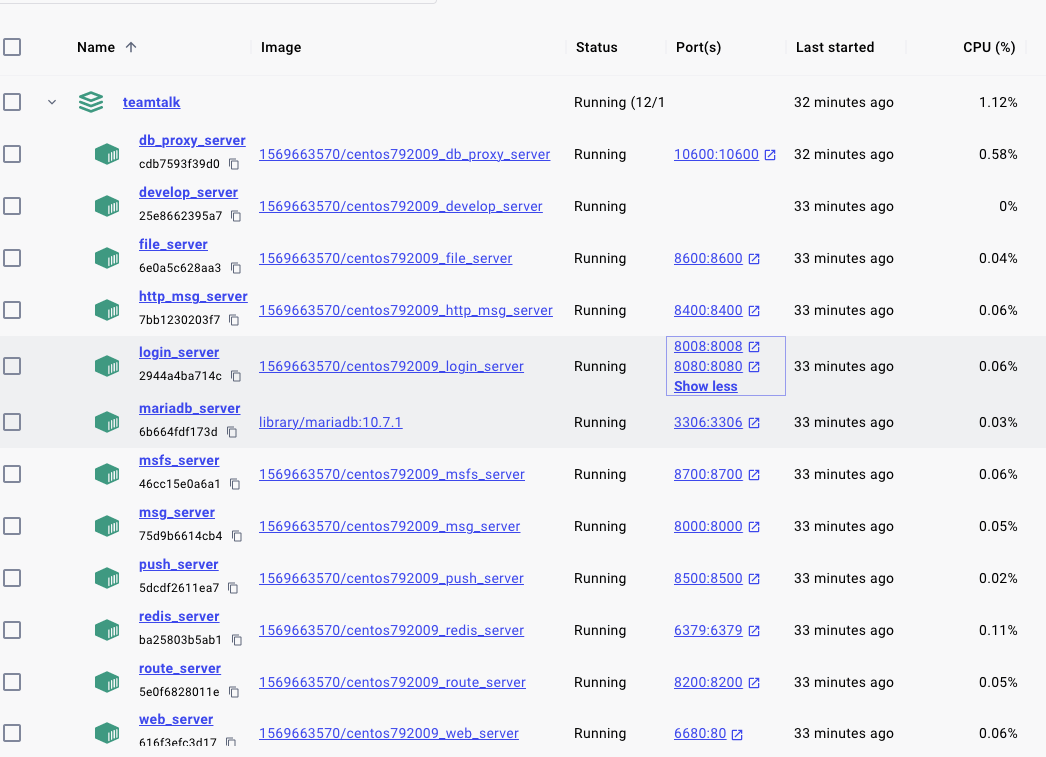 Name Image Status Port(s) Last started CPU (%)
teamtalk Running (12/1 32 minutes ago 1.12%
db_proxy_server
cdb7593f39d0
1569663570/centos792009_db_proxy_server Running 10600:10600 32 minutes ago 0.58%
develop_server
25e8662395a7
1569663570/centos792009_develop_server Running 33 minutes ago 0%
file_server
6e0a5c628aa3
1569663570/centos792009_file_server Running 8600:8600 33 minutes ago 0.04%
http_msg_server
7bb1230203f7
1569663570/centos792009_http_msg_server Running 8400:8400 33 minutes ago 0.06%
login_server
2944a4ba714c
1569663570/centos792009_login_server Running
8008:8008
8080:8080
Show less
33 minutes ago 0.06%
mariadb_server
6b664fdf173d
library/mariadb:10.7.1 Running 3306:3306 33 minutes ago 0.03%
msfs_server
46cc15e0a6a1
1569663570/centos792009_msfs_server Running 8700:8700 33 minutes ago 0.06%
msg_server
75d9b6614cb4
1569663570/centos792009_msg_server Running 8000:8000 33 minutes ago 0.05%
push_server
5dcdf2611ea7
1569663570/centos792009_push_server Running 8500:8500 33 minutes ago 0.02%
redis_server
ba25803b5ab1
1569663570/centos792009_redis_server Running 6379:6379 33 minutes ago 0.11%
route_server
5e0f6828011e
1569663570/centos792009_route_server Running 8200:8200 33 minutes ago 0.05%
web_server
616f3efc3d17
1569663570/centos792009_web_server Running 6680:80 33 minutes ago 0.06%